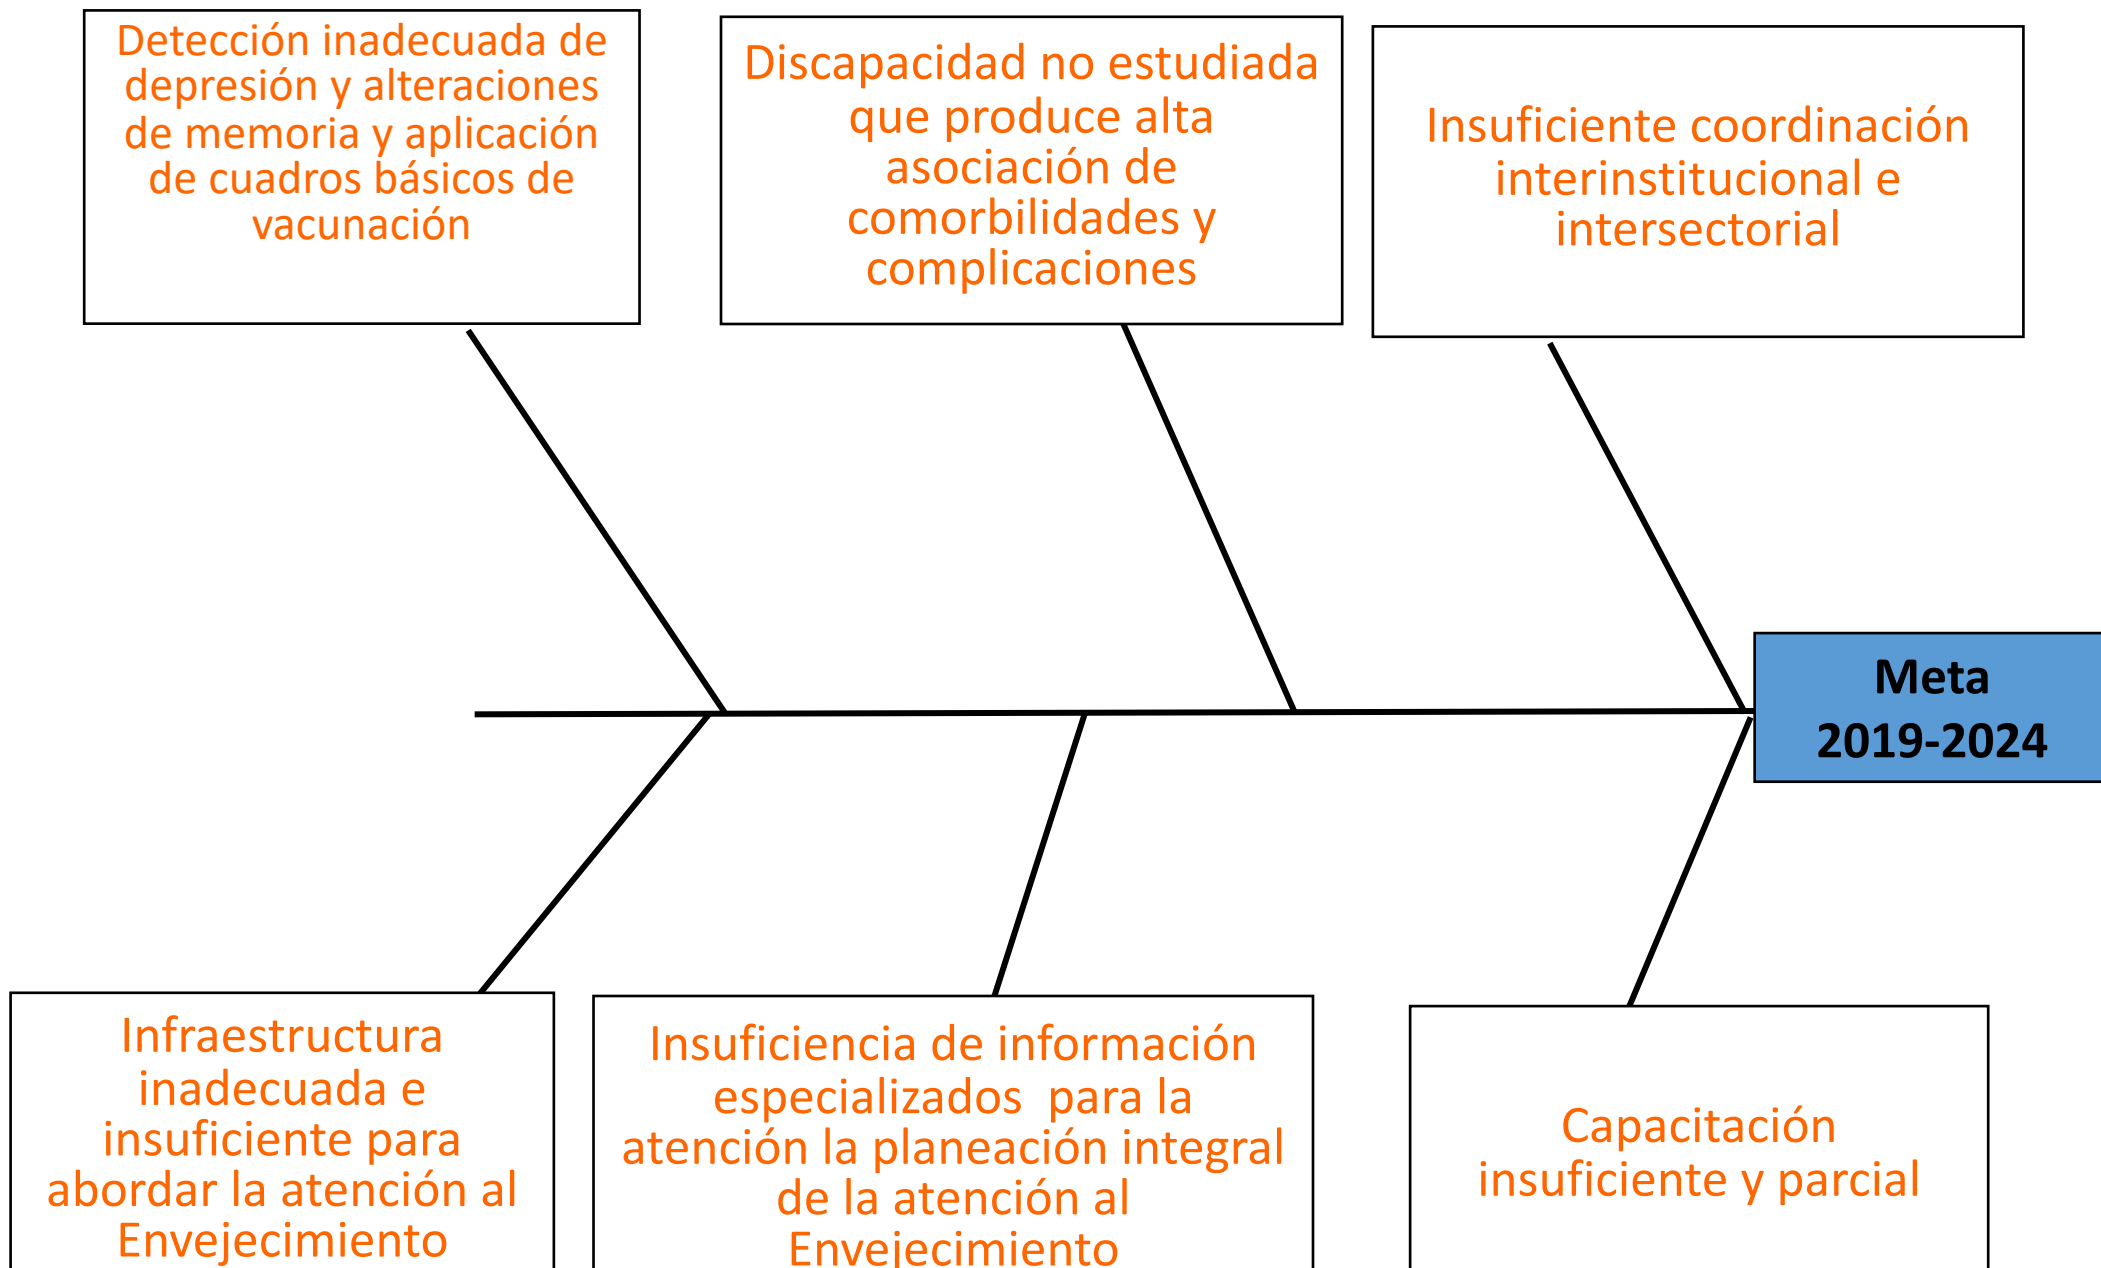 Detección inadecuada de
depresión y alteraciones
de memoria y aplicación
de cuadros básicos de
vacunación
Discapacidad no estudiada
que produce alta
asociación de
comorbilidades y
complicaciones
Insuficiente coordinación
interinstitucional e
intersectorial
Meta
2019-2024
Infraestructura
inadecuada e
insuficiente para
abordar la atención al
Envejecimiento
Insuficiencia de información
especializados  para la
atención la planeación integral
de la atención al
Envejecimiento
Capacitación
insuficiente y parcial